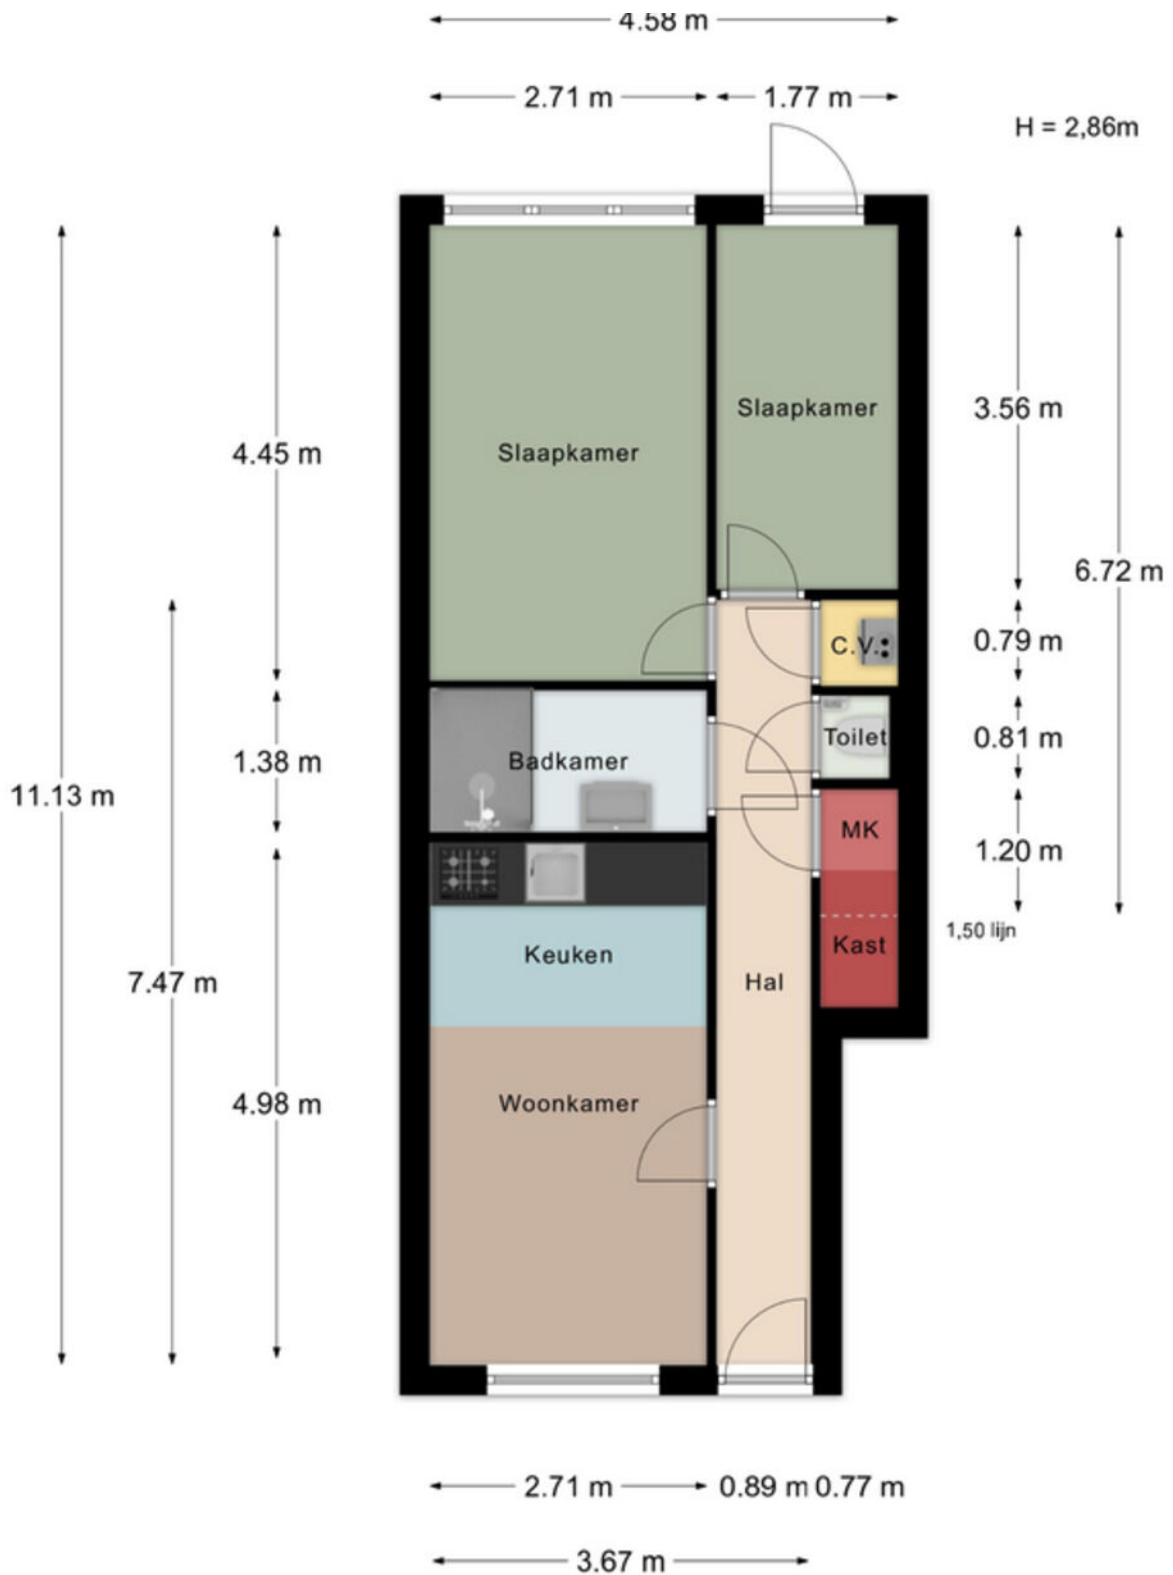 4.58 m
2.71 m
1.77 m
H = 2,86m
Slaapkamer
3.56 m
4.45 m
Slaapkamer
6.72 m
C.V.
0.79 m
Toilet
0.81 m
1.38 m
Badkamer
11.13 m
MK
1.20 m
1,50 lijn
Kast
Keuken
7.47 m
Hal
4.98 m
Woonkamer
2.71 m
0.89 m
0.77 m
3.67 m